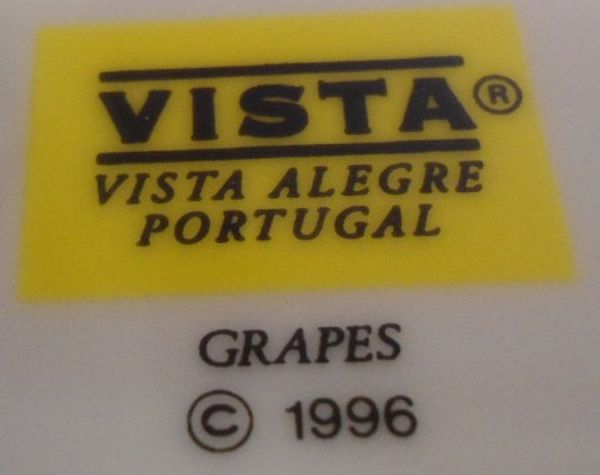 VISTA®
VISTA ALEGRE
PORTUGAL
GRAPES
© 1996